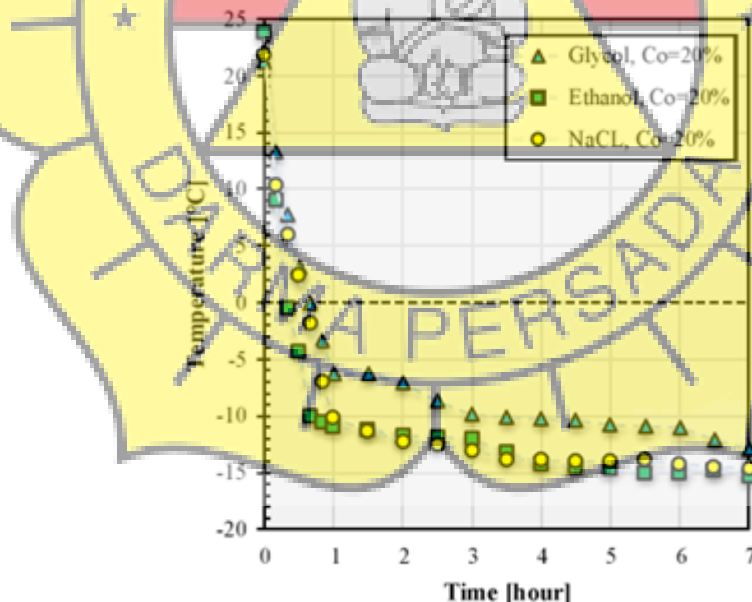 25
20
15
10
5
0
-5
-10
-15
-20
Temperature [ºC]
Glycol, Co=20%
Ethanol, Co=20%
NaCL, Co=20%
DARMA PERSADA
0 1 2 3 4 5 6 7
Time [hour]